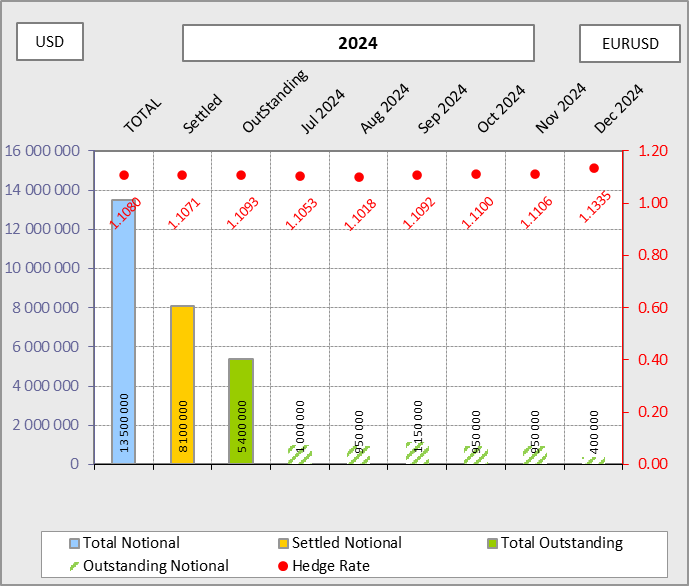 USD
2024
EURUSD
TOTAL
Settled
OutStanding
Jul 2024
Aug 2024
Sep 2024
Oct 2024
Nov 2024
Dec 2024
16 000 000
14 000 000
12 000 000
10 000 000
8 000 000
6 000 000
4 000 000
2 000 000
0
1.20
1.00
0.80
0.60
0.40
0.20
0.00
1.1080
1.1071
1.1093
1.1053
1.1018
1.1092
1.1100
1.1106
1.1335
13 500 000
8 100 000
5 400 000
1 000 000
950 000
1 150 000
950 000
950 000
400 000
Total Notional
Settled Notional
Total Outstanding
Outstanding Notional
Hedge Rate